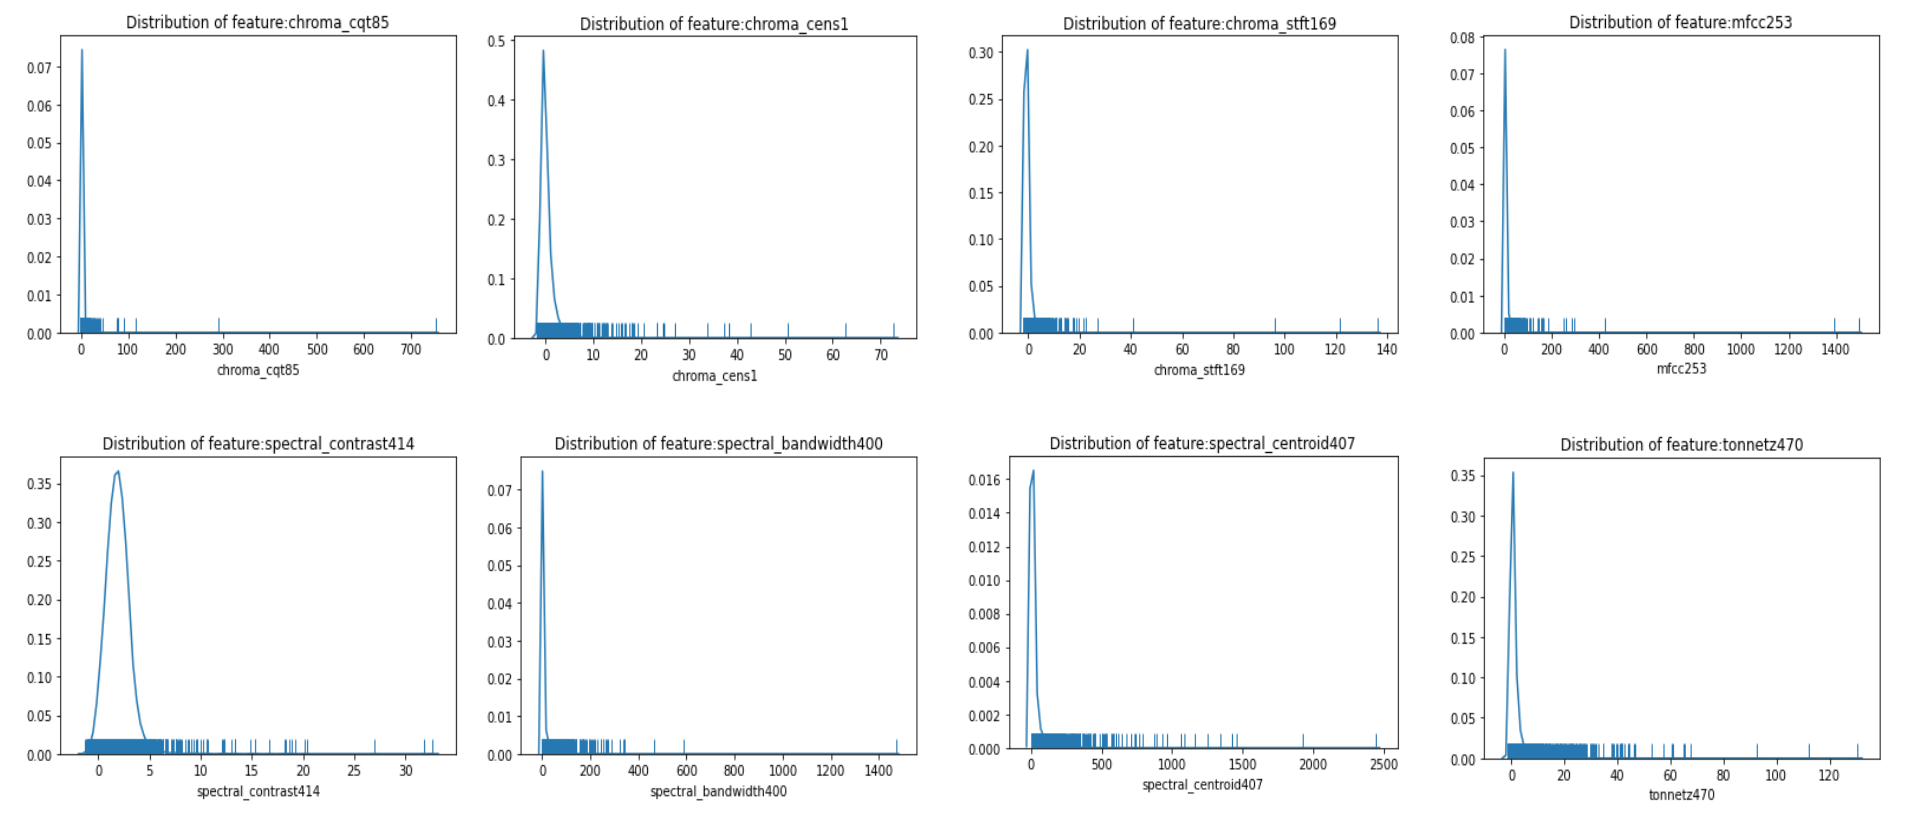 Distribution of feature:chroma_cqt85
0.07
0.06
0.05
0.04
0.03
0.02
0.01
0.00
0 100 200 300 400 500 600 700
chroma_cqt85
Distribution of feature:chroma_cens1
0.5
0.4
0.3
0.2
0.1
0.0
0 10 20 30 40 50 60 70
chroma_cens1
Distribution of feature:chroma_stft169
0.30
0.25
0.20
0.15
0.10
0.05
0.00
0 20 40 60 80 100 120 140
chroma_stft169
Distribution of feature:mfcc253
0.08
0.07
0.06
0.05
0.04
0.03
0.02
0.01
0.00
0 200 400 600 800 1000 1200 1400
mfcc253
Distribution of feature:spectral_contrast414
0.35
0.30
0.25
0.20
0.15
0.10
0.05
0.00
0 5 10 15 20 25 30
spectral_contrast414
Distribution of feature:spectral_bandwidth400
0.07
0.06
0.05
0.04
0.03
0.02
0.01
0.00
0 200 400 600 800 1000 1200 1400
spectral_bandwidth400
Distribution of feature:spectral_centroid407
0.016
0.014
0.012
0.010
0.008
0.006
0.004
0.002
0.000
0 500 1000 1500 2000 2500
spectral_centroid407
Distribution of feature:tonnetz470
0.35
0.30
0.25
0.20
0.15
0.10
0.05
0.00
0 20 40 60 80 100 120
tonnetz470